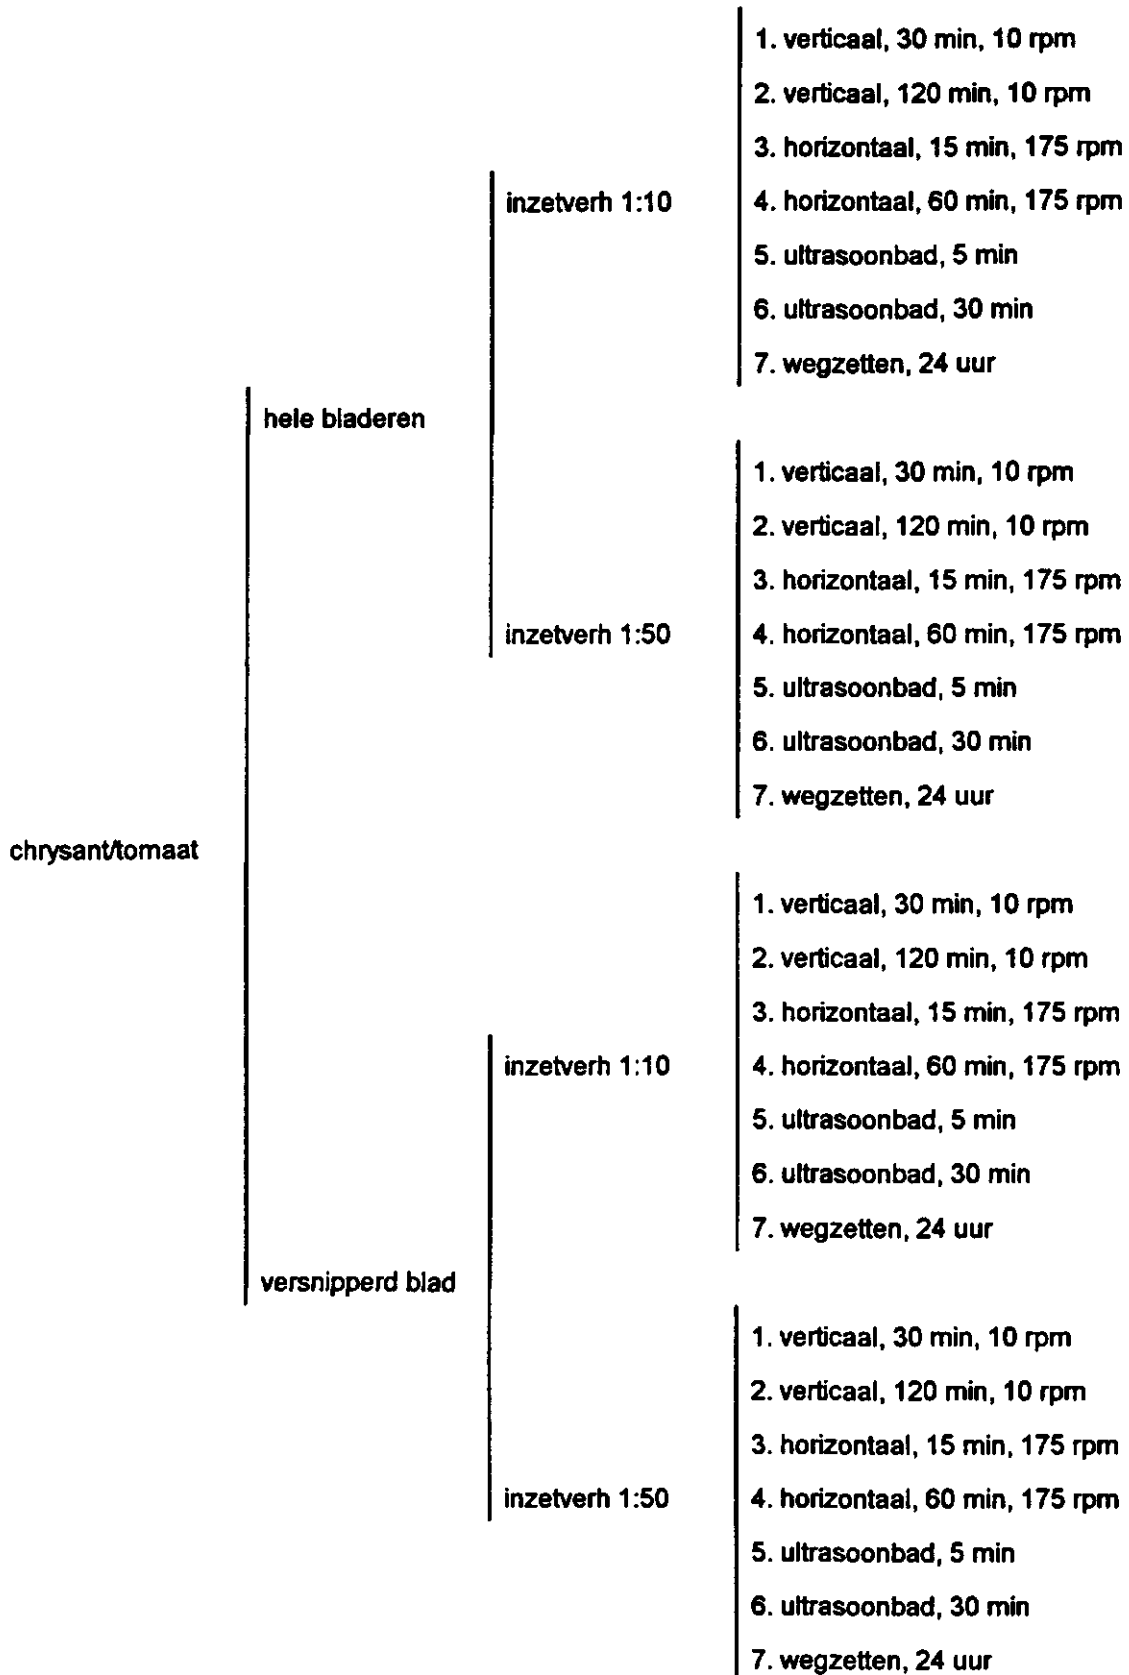 1. verticaal, 30 min, 10 rpm
2. verticaal, 120 min, 10 rpm
3. horizontaal, 15 min, 175 rpm
inzetverh 1:10
4. horizontaal, 60 min, 175 rpm
5. ultrasoonbad, 5 min
6. ultrasoonbad, 30 min
7. wegzetten, 24 uur
hele bladeren
1. verticaal, 30 min, 10 rpm
2. verticaal, 120 min, 10 rpm
3. horizontaal, 15 min, 175 rpm
inzetverh 1:50
4. horizontaal, 60 min, 175 rpm
5. ultrasoonbad, 5 min
6. ultrasoonbad, 30 min
7. wegzetten, 24 uur
chrysant/tomaat
1. verticaal, 30 min, 10 rpm
2. verticaal, 120 min, 10 rpm
3. horizontaal, 15 min, 175 rpm
inzetverh 1:10
4. horizontaal, 60 min, 175 rpm
5. ultrasoonbad, 5 min
6. ultrasoonbad, 30 min
7. wegzetten, 24 uur
versnipperd blad
1. verticaal, 30 min, 10 rpm
2. verticaal, 120 min, 10 rpm
3. horizontaal, 15 min, 175 rpm
inzetverh 1:50
4. horizontaal, 60 min, 175 rpm
5. ultrasoonbad, 5 min
6. ultrasoonbad, 30 min
7. wegzetten, 24 uur